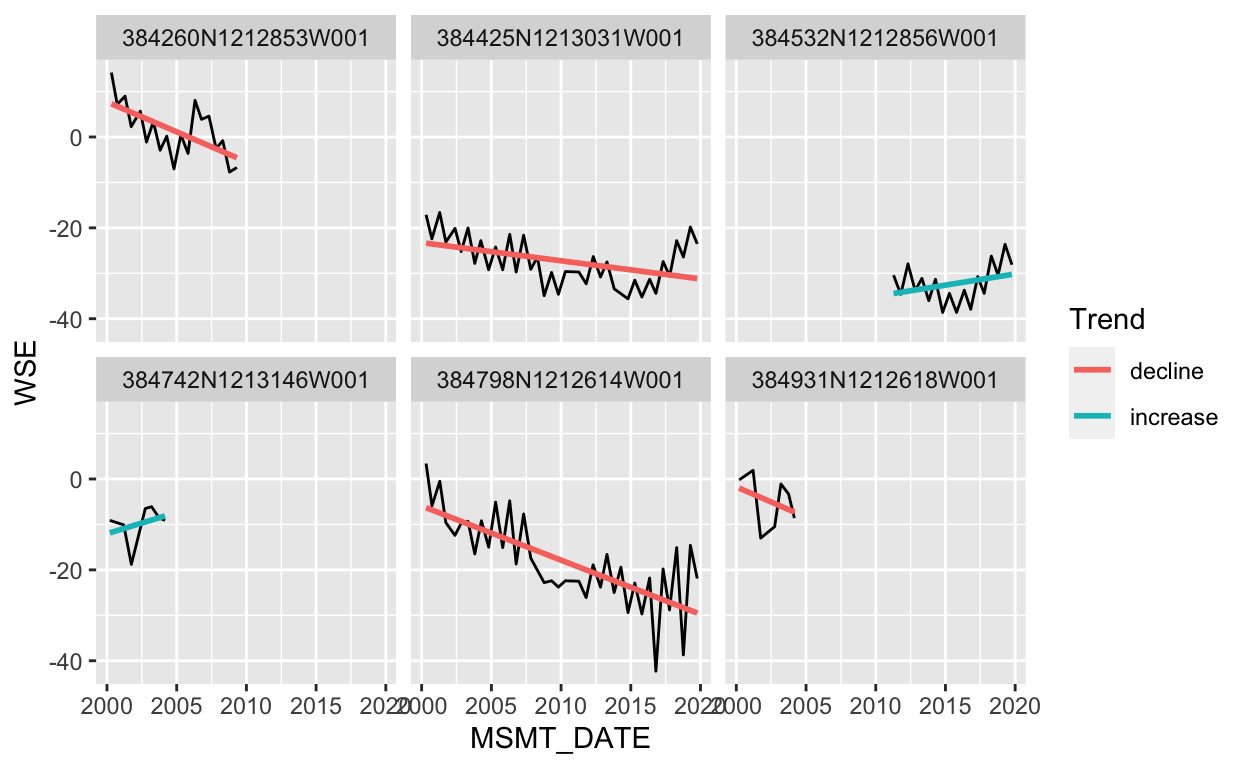 384260N1212853W001 384425N1213031W001 384532N1212856W001
0
-20
-40
384742N1213146W001 384798N1212614W001 384931N1212618W001
0
-20
-40
2000 2005 2010 2015 2020 2000 2005 2010 2015 2020 2000 2005 2010 2015 2020
MSMT_DATE
WSE
Trend
decline
increase